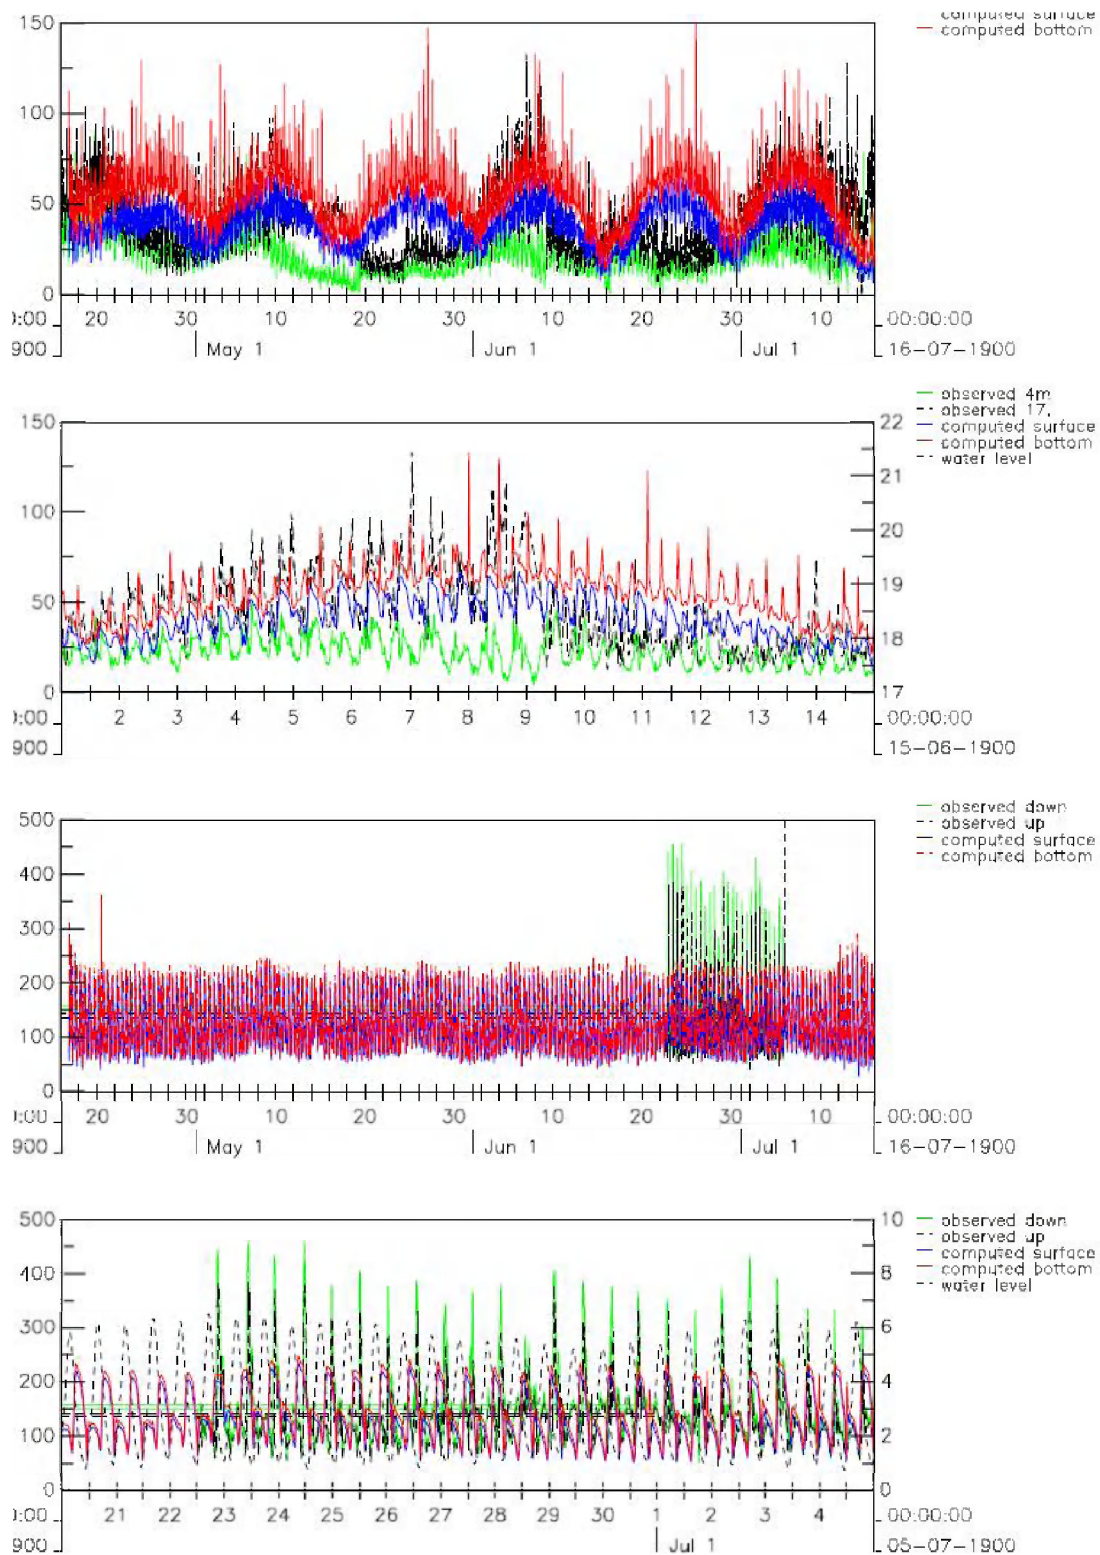 computed surface
computed bottom
150
100
50
0
20 30 10 20 30 10 20 30 10
:00 00:00:00
900 May 1 Jun 1 Jul 1 16-07-1900
observed 4m
observed 17,
computed surface
computed bottom
water level
150 22
21
100 20
19
50 18
0 17
2 3 4 5 6 7 8 9 10 11 12 13 14
:00 00:00:00
900 15-06-1900
observed down
observed up
computed surface
computed bottom
500
400
300
200
100
0
20 30 10 20 30 10 20 30 10
:00 00:00:00
900 May 1 Jun 1 Jul 1 16-07-1900
observed down
observed up
computed surface
computed bottom
water level
500 10
400 8
300 6
200 4
100 2
0 0
21 22 23 24 25 26 27 28 29 30 1 2 3 4
:00 00:00:00
900 Jul 1 05-07-1900